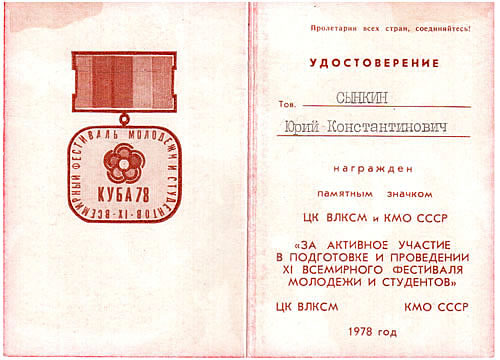 XI-ВСЕМИРНЫЙ ФЕСТИВАЛЬ МОЛОДЕЖИ И СТУДЕНТОВ-
КУБА 78
Пролетарии всех стран, соединяйтесь!
УДОСТОВЕРЕНИЕ
Тов. СЫНКИН
Юрий Константинович
награжден
памятным значком
ЦК ВЛКСМ и КМО СССР
«ЗА АКТИВНОЕ УЧАСТИЕ
В ПОДГОТОВКЕ И ПРОВЕДЕНИИ
XI ВСЕМИРНОГО ФЕСТИВАЛЯ
МОЛОДЕЖИ И СТУДЕНТОВ»
ЦК ВЛКСМ КМО СССР
1978 год